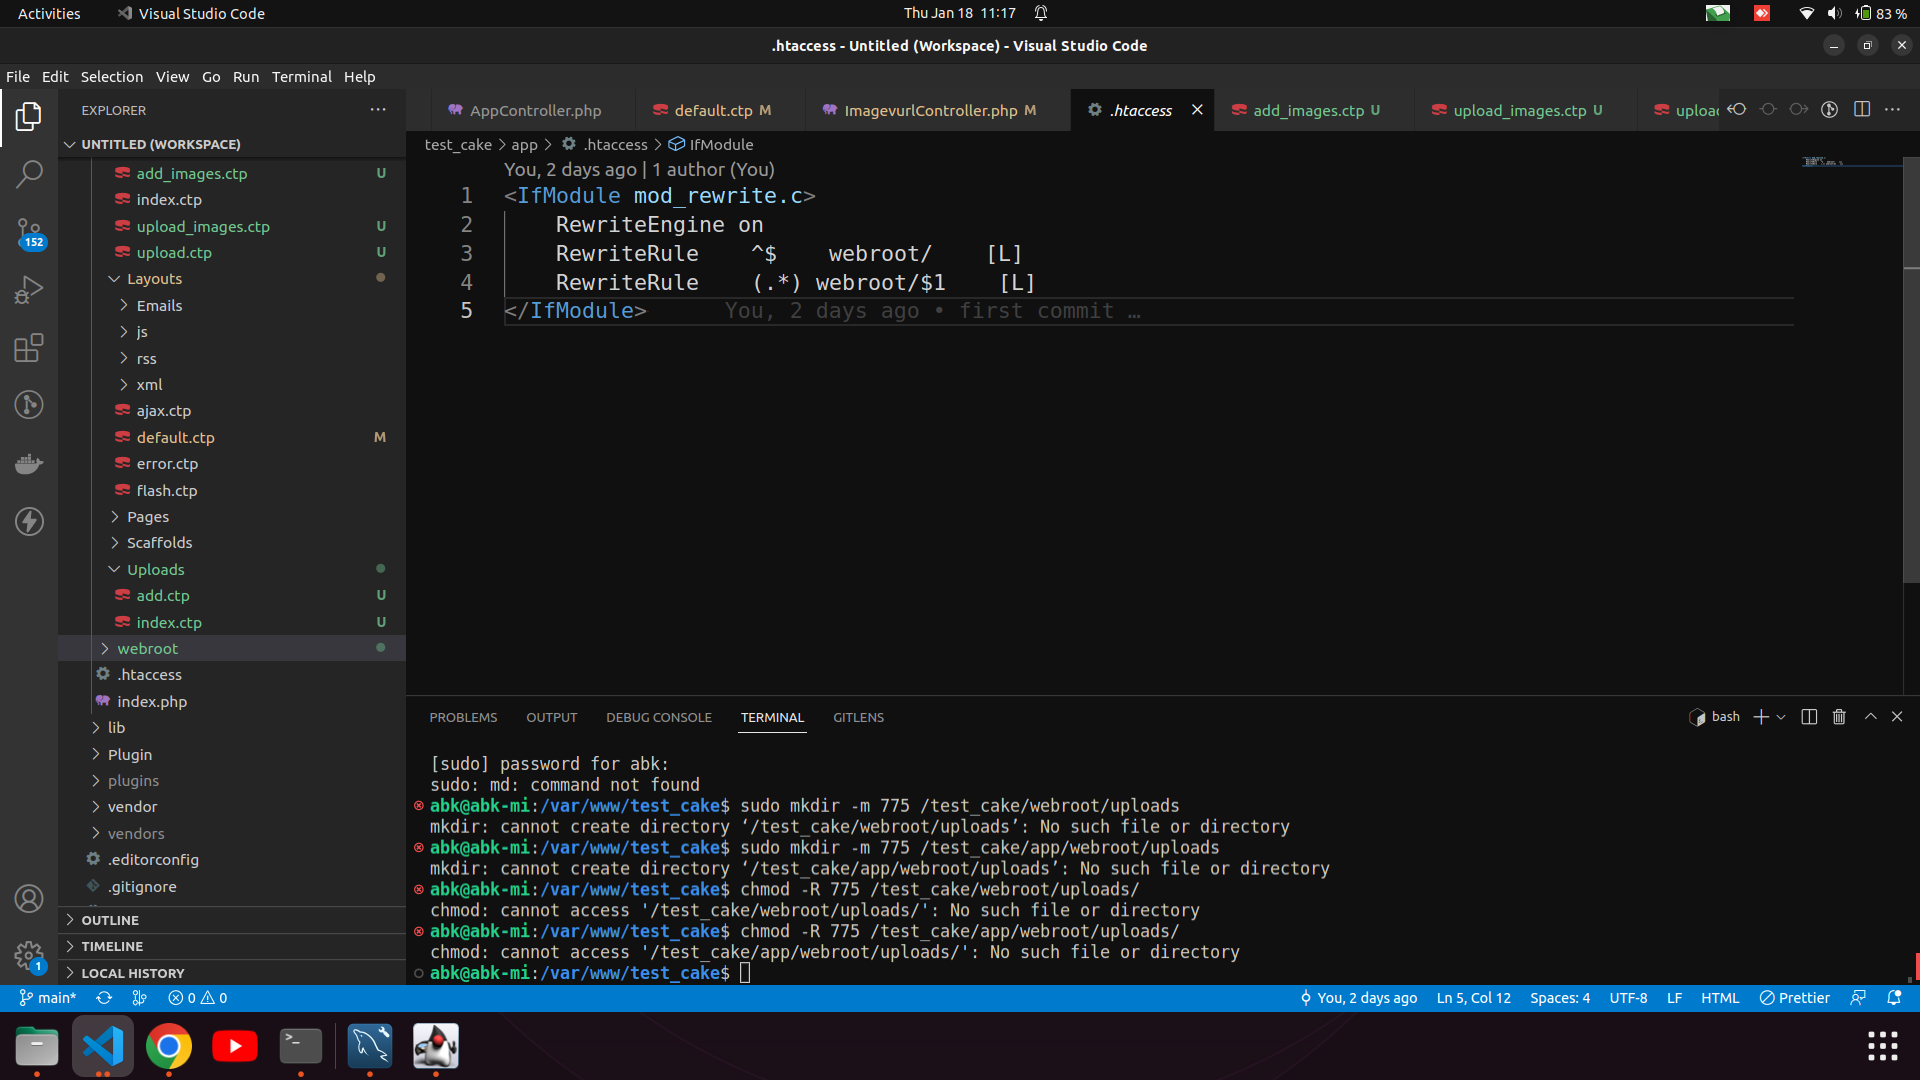 Activities
Visual Studio Code
Thu Jan 18 11:17
83 %
.htaccess - Untitled (Workspace) - Visual Studio Code
File Edit Selection View Go Run Terminal Help
EXPLORER
UNTITLED (WORKSPACE)
add_images.ctp U
index.ctp
upload_images.ctp U
upload.ctp U
Layouts
Emails
js
rss
xml
ajax.ctp
default.ctp M
error.ctp
flash.ctp
Pages
Scaffolds
Uploads
add.ctp U
index.ctp U
webroot
.htaccess
index.php
lib
Plugin
plugins
vendor
vendors
.editorconfig
.gitignore
OUTLINE
TIMELINE
LOCAL HISTORY
152
1
AppController.php
default.ctp M
ImagevurlController.php M
.htaccess
add_images.ctp U
upload_images.ctp U
uploa
test_cake > app > .htaccess > IfModule
You, 2 days ago | 1 author (You)
1 <IfModule mod_rewrite.c>
2     RewriteEngine on
3     RewriteRule    ^$    webroot/    [L]
4     RewriteRule    (.*) webroot/$1    [L]
5 </IfModule>      You, 2 days ago • first commit …
PROBLEMS OUTPUT DEBUG CONSOLE TERMINAL GITLENS
bash
[sudo] password for abk:
sudo: md: command not found
abk@abk-mi:/var/www/test_cake$ sudo mkdir -m 775 /test_cake/webroot/uploads
mkdir: cannot create directory ‘/test_cake/webroot/uploads’: No such file or directory
abk@abk-mi:/var/www/test_cake$ sudo mkdir -m 775 /test_cake/app/webroot/uploads
mkdir: cannot create directory ‘/test_cake/app/webroot/uploads’: No such file or directory
abk@abk-mi:/var/www/test_cake$ chmod -R 775 /test_cake/webroot/uploads/
chmod: cannot access '/test_cake/webroot/uploads/': No such file or directory
abk@abk-mi:/var/www/test_cake$ chmod -R 775 /test_cake/app/webroot/uploads/
chmod: cannot access '/test_cake/app/webroot/uploads/': No such file or directory
abk@abk-mi:/var/www/test_cake$
main* 0 0
You, 2 days ago Ln 5, Col 12 Spaces: 4 UTF-8 LF HTML Prettier